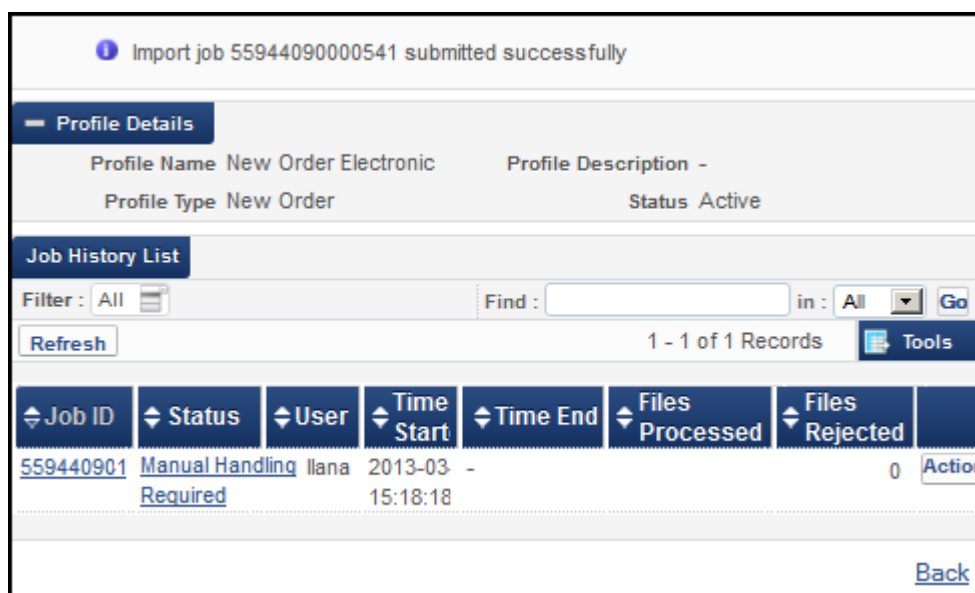 Import job 55944090000541 submitted successfully
Profile Details
Profile Name New Order Electronic Profile Description -
Profile Type New Order Status Active
Job History List
Filter : All Find : in : All Go
Refresh 1 - 1 of 1 Records Tools
Job ID Status User Time Start Time End Files Processed Files Rejected
559440901 Manual Handling Required Ilana 2013-03- 15:18:18 - 0 Action
Back